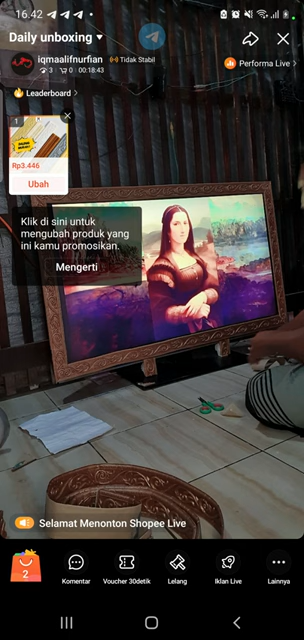 16.42
Daily unboxing
iqmaalifnurfian
Tidak Stabil
3
0
00:18:43
Performa Live >
Leaderboard >
1
Rp3.446
Ubah
Klik di sini untuk
mengubah produk yang
ini kamu promosikan.
Mengerti
Selamat Menonton Shopee Live
2
Komentar
Voucher 30detik
Lelang
Iklan Live
Lainnya